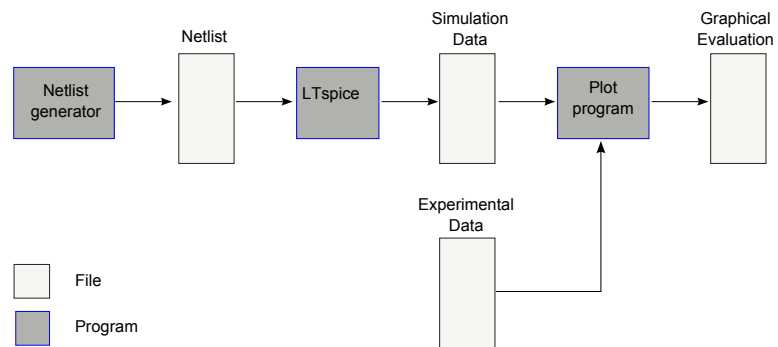 Netlist
Simulation
Data
Graphical
Evaluation
Netlist
generator
LTspice
Plot
program
Experimental
Data
File
Program